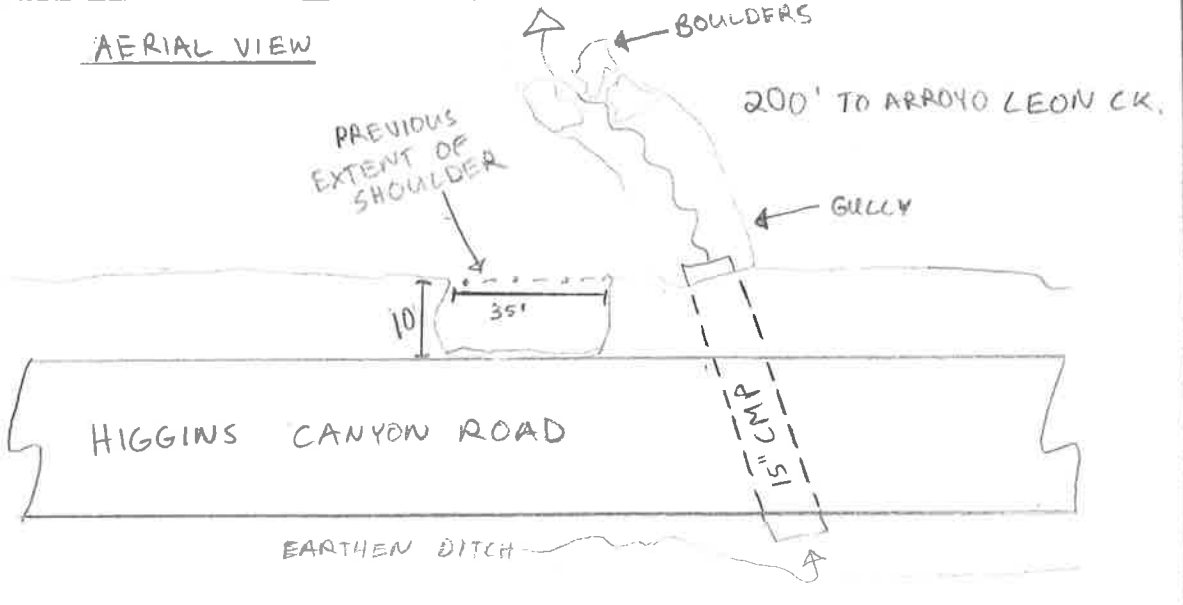 AERIAL VIEW
BOULDERS
200' TO ARROYO LEON CK.
PREVIOUS
EXTENT OF
SHOULDER
GULLY
10'
35'
15" CMP
HIGGINS CANYON ROAD
EARTHEN DITCH